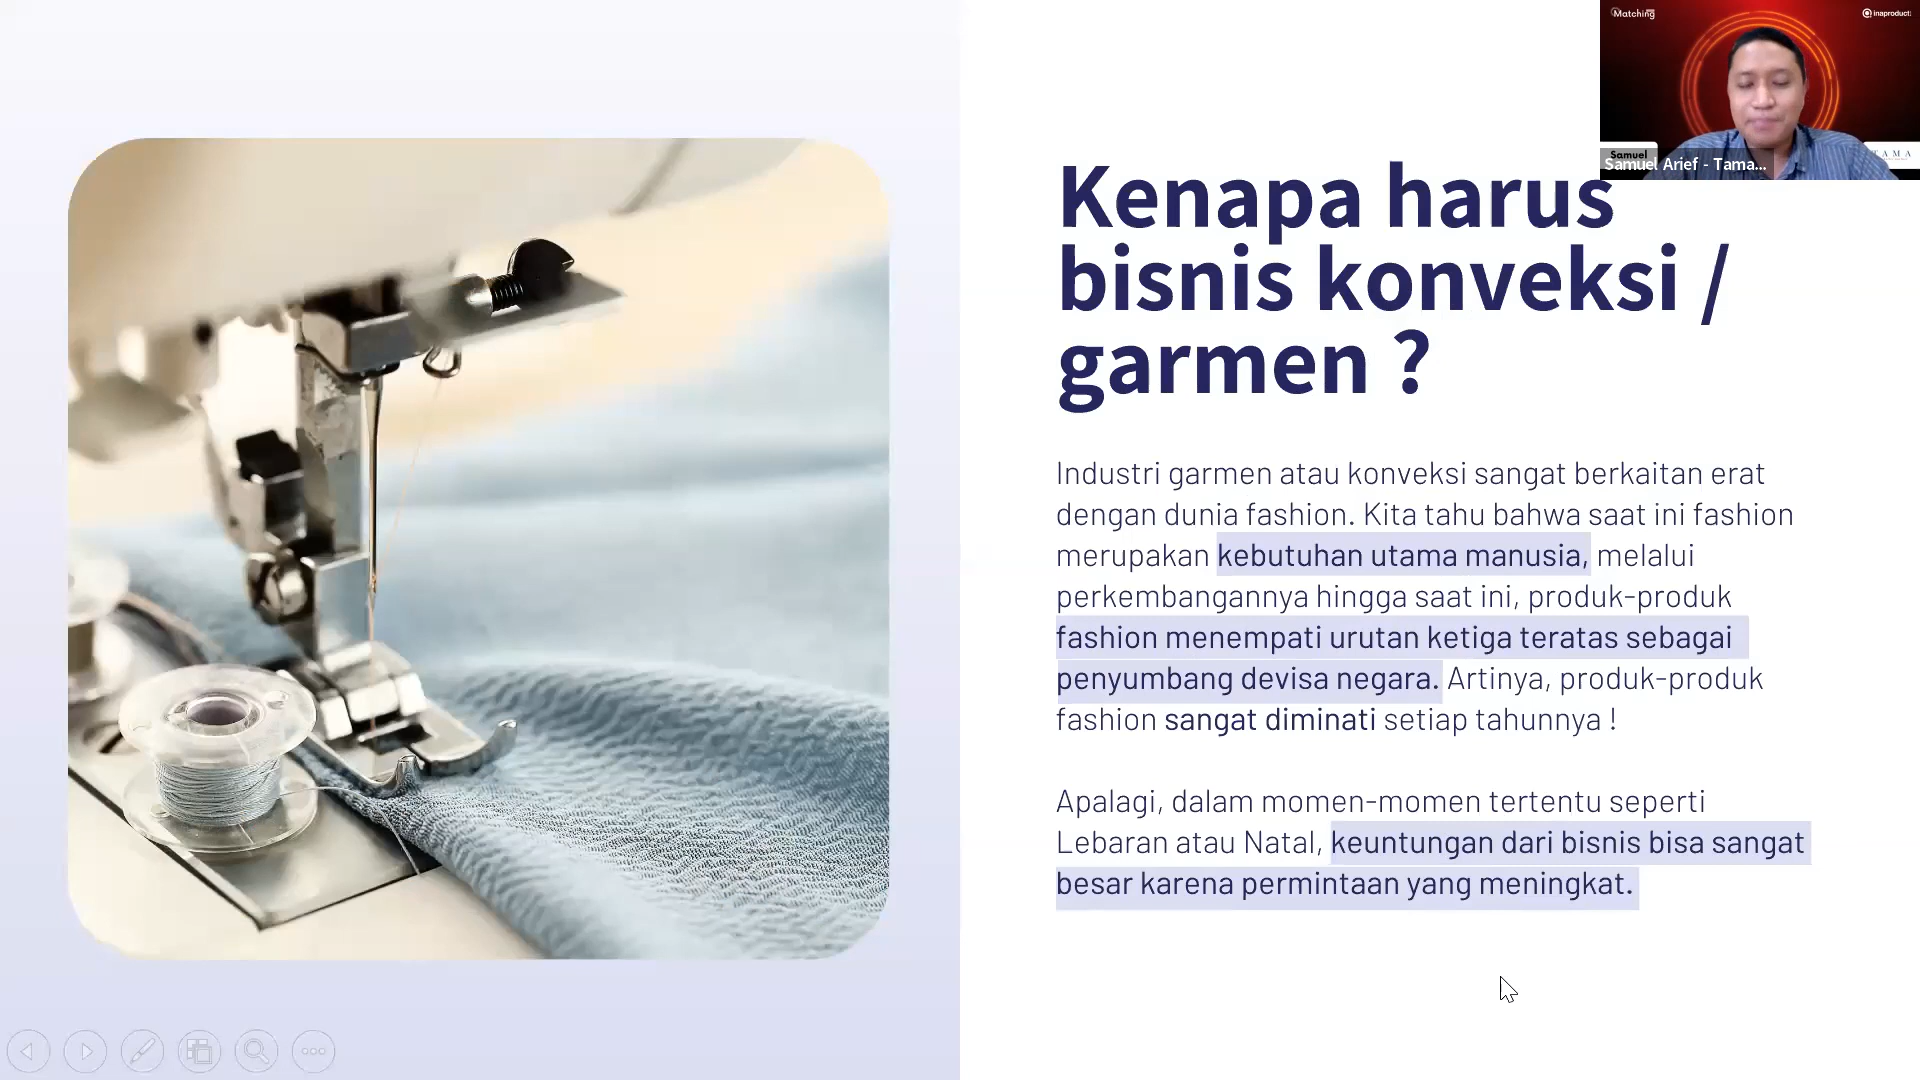 Matching
inaproduct
Samuel
TAMA
Samuel Arief - Tama...
Kenapa harus
bisnis konveksi /
garmen ?
Industri garmen atau konveksi sangat berkaitan erat
dengan dunia fashion. Kita tahu bahwa saat ini fashion
merupakan kebutuhan utama manusia, melalui
perkembangannya hingga saat ini, produk-produk
fashion menempati urutan ketiga teratas sebagai
penyumbang devisa negara. Artinya, produk-produk
fashion sangat diminati setiap tahunnya !
Apalagi, dalam momen-momen tertentu seperti
Lebaran atau Natal, keuntungan dari bisnis bisa sangat
besar karena permintaan yang meningkat.